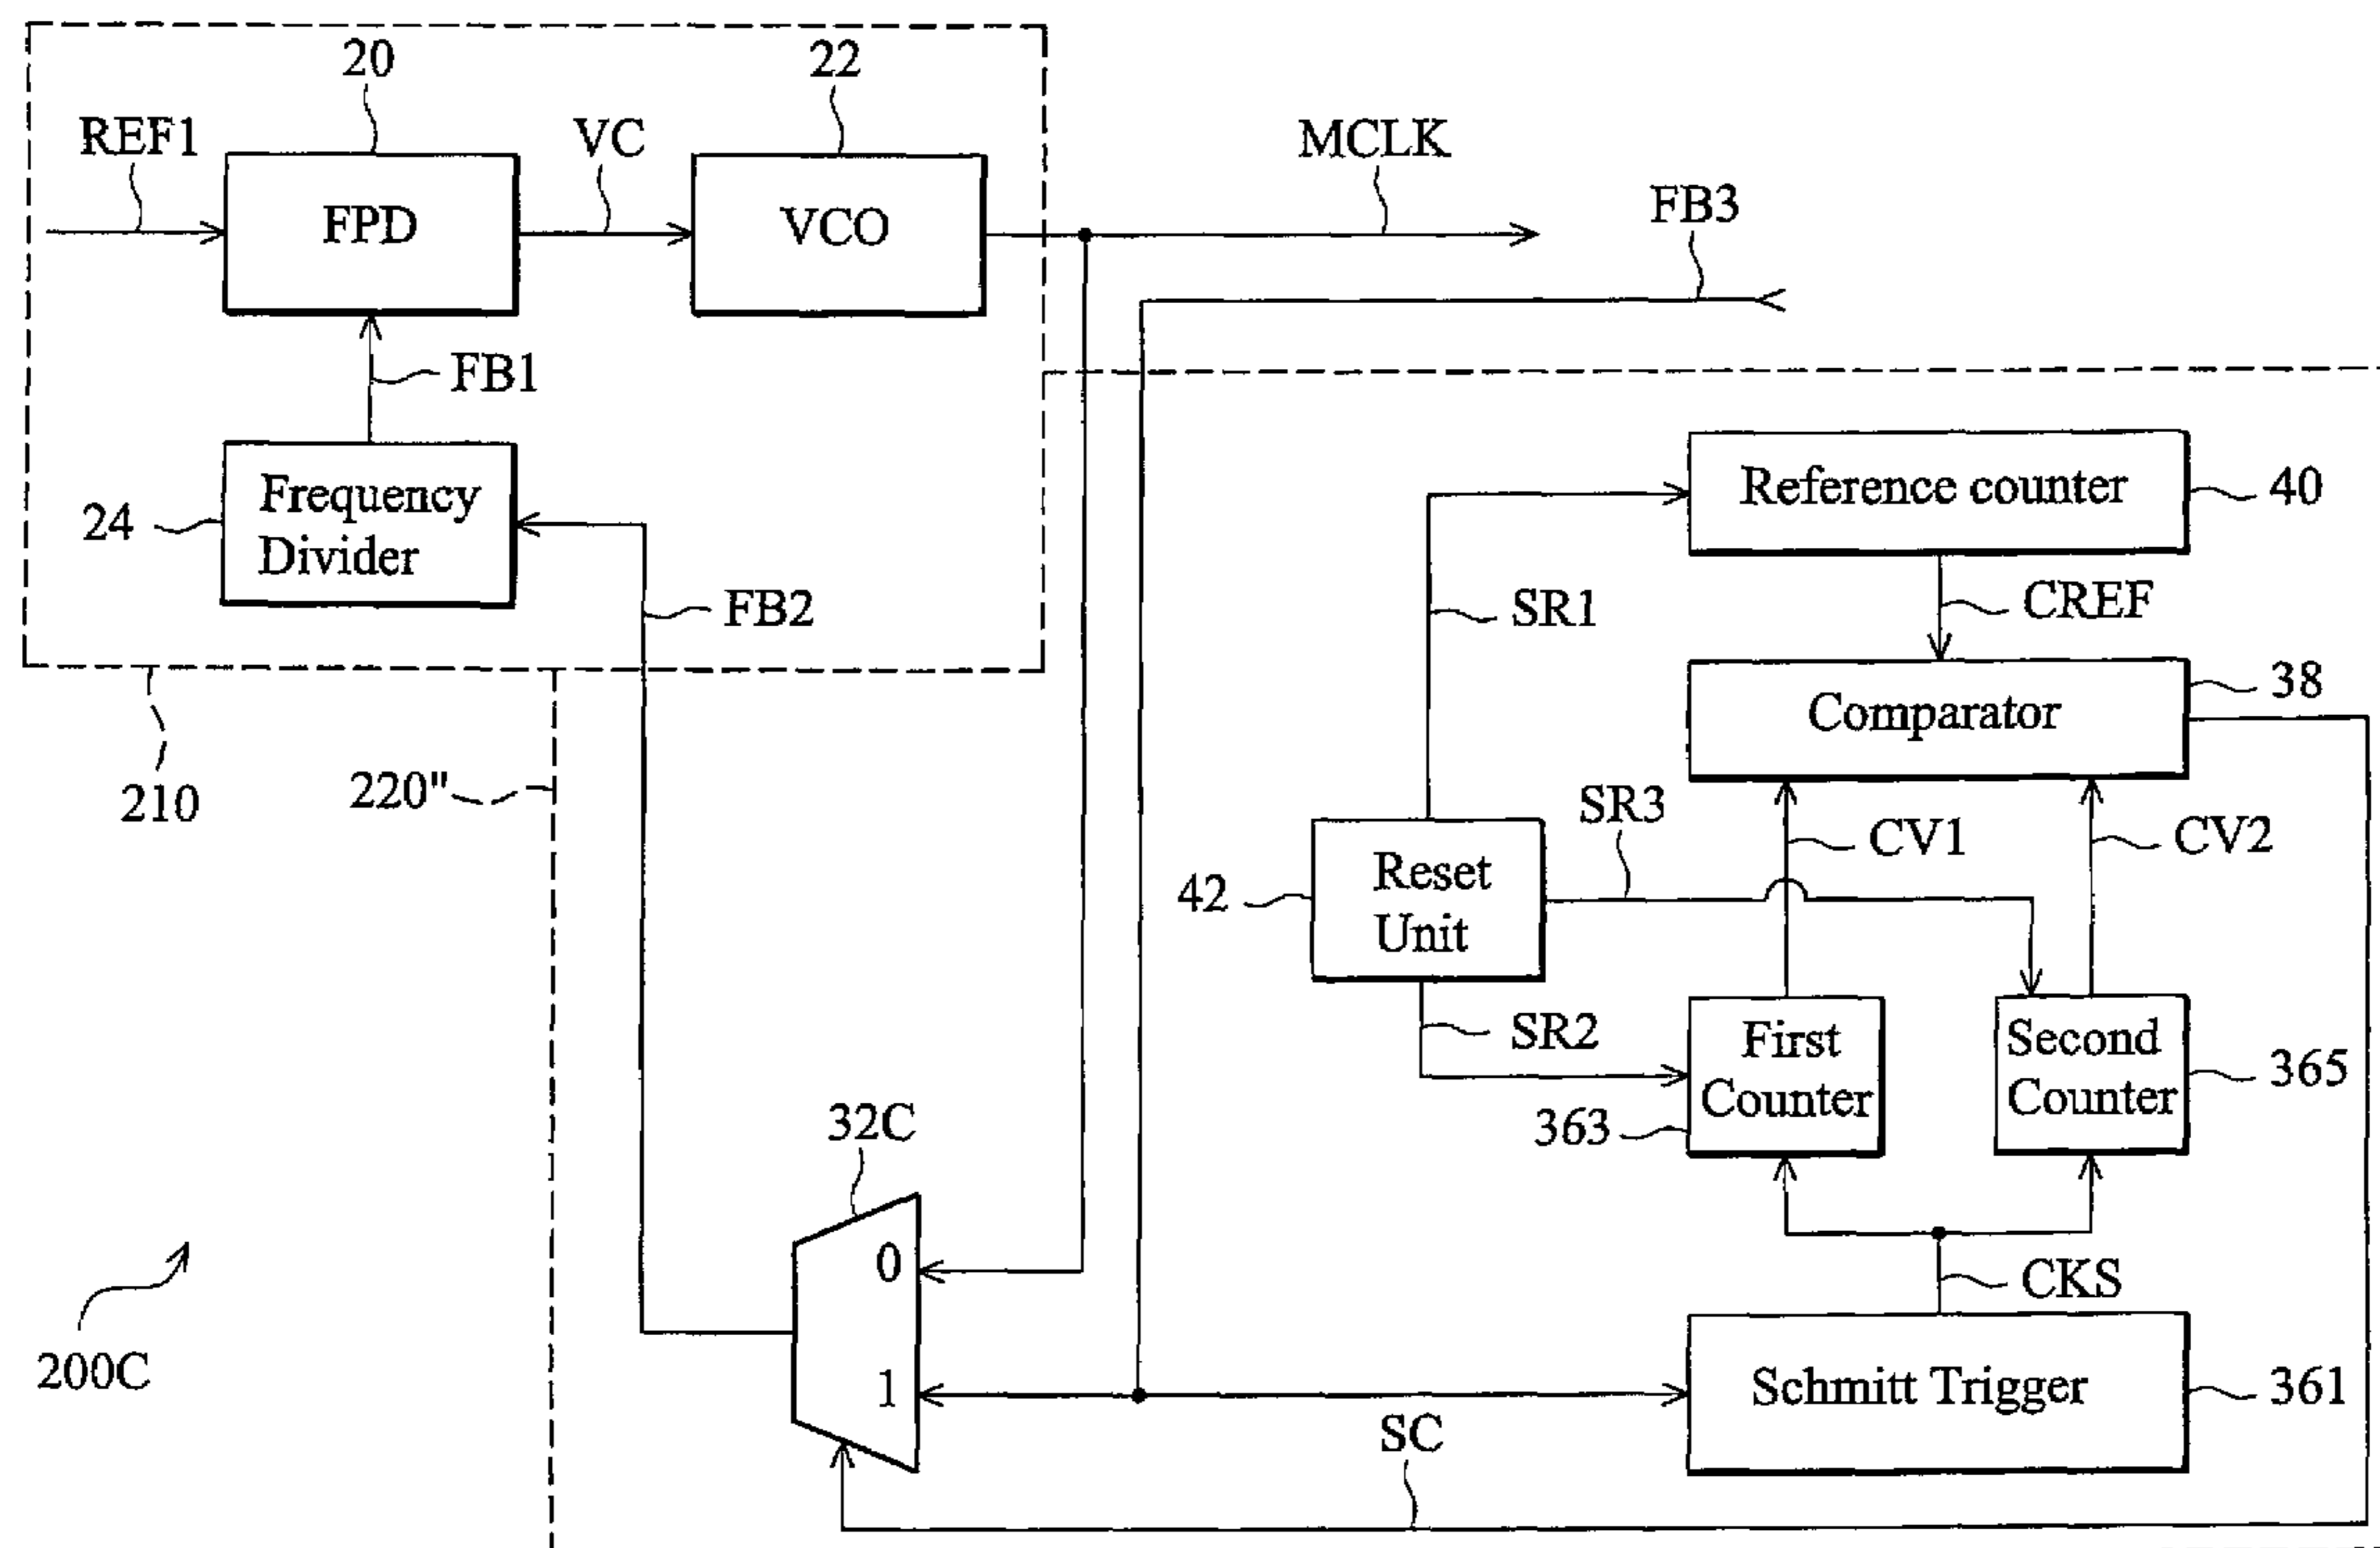 20
22
REF1
VC
MCLK
FPD
VCO
FB3
FB1
Frequency
Divider
24
Reference counter
40
FB2
SR1
CREF
38
Comparator
210
220"
SR3
CV1
CV2
42
Reset
Unit
SR2
First
Counter
Second
Counter
365
363
32C
0
CKS
200C
1
Schmitt Trigger
361
SC